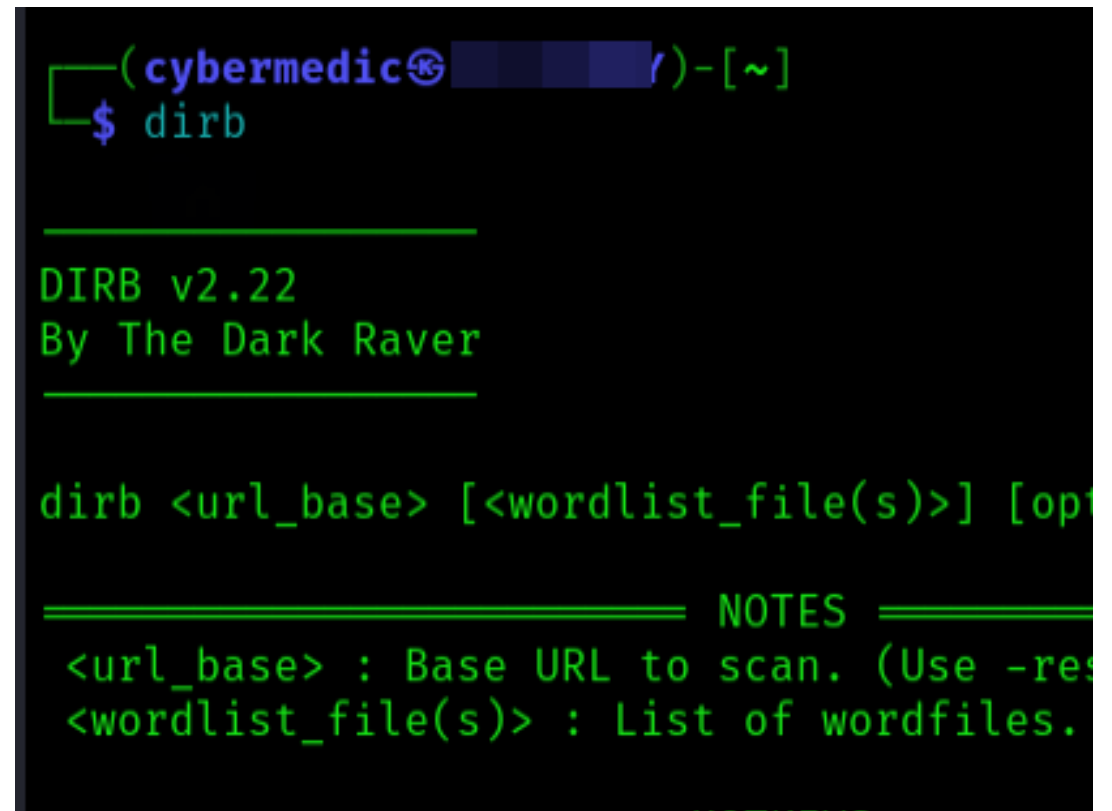 ┌──(cybermedic㉿ )-[~]
└─$ dirb
DIRB v2.22
By The Dark Raver
dirb <url_base> [<wordlist_file(s)>] [opt
NOTES
<url_base> : Base URL to scan. (Use -res
<wordlist_file(s)> : List of wordfiles.